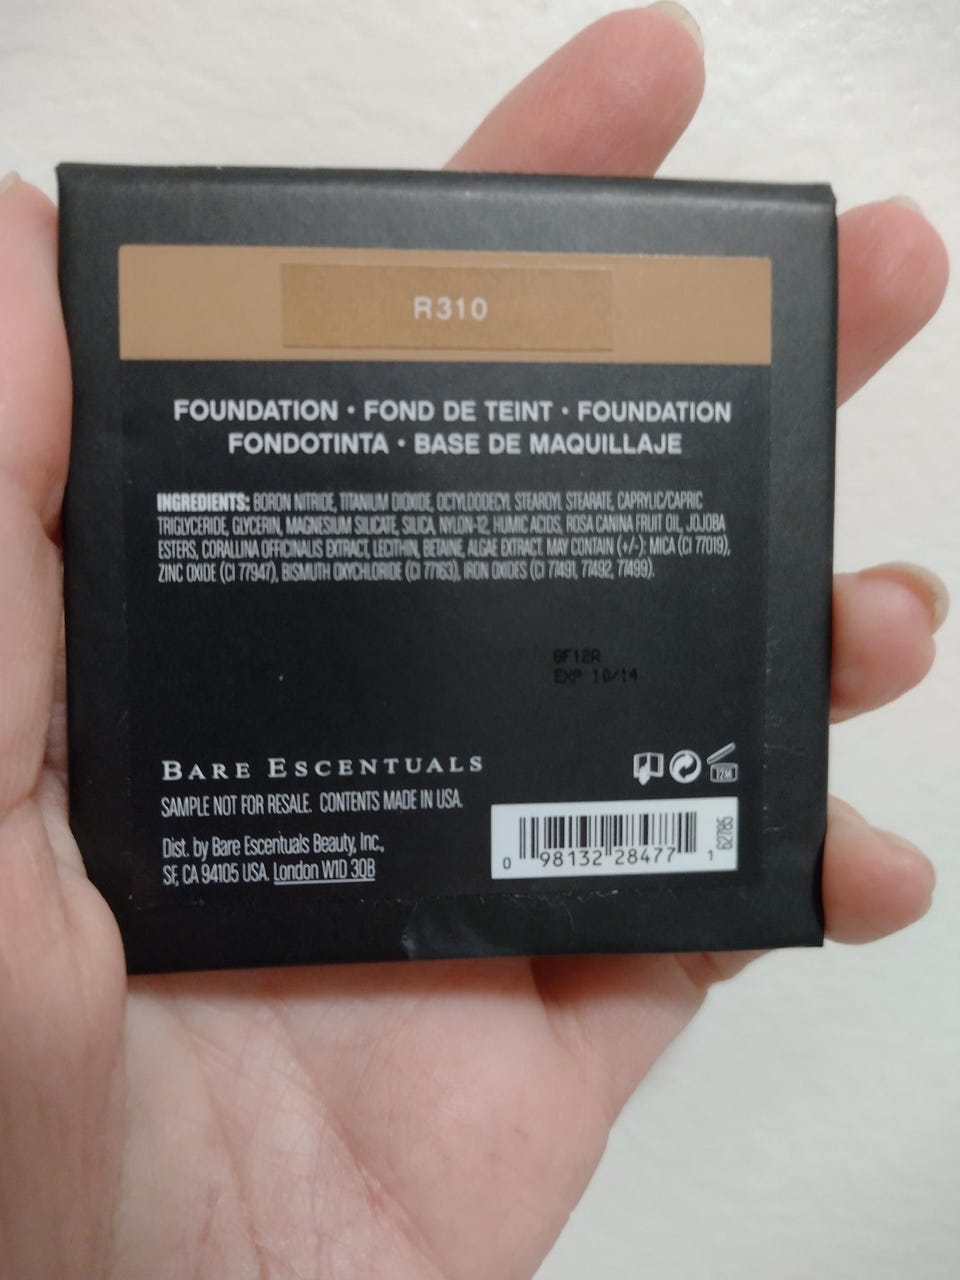 R310
FOUNDATION • FOND DE TEINT • FOUNDATION
FONDOTINTA • BASE DE MAQUILLAJE
INGREDIENTS: BORON NITRIDE, TITANIUM DIOXIDE, OCTYLDODECYL STEAROYL STEARATE, CAPRYLIC/CAPRIC
TRIGLYCERIDE, GLYCERIN, MAGNESIUM SILICATE, SILICA, NYLON-12, HUMIC ACIDS, ROSA CANINA FRUIT OIL, JOJOBA
ESTERS, CORALLINA OFFICINALIS EXTRACT, LECITHIN, BETAINE, ALGAE EXTRACT. MAY CONTAIN (+/-): MICA (CI 77019),
ZINC OXIDE (CI 77947), BISMUTH OXYCHLORIDE (CI 77163), IRON OXIDES (CI 77491, 77492, 77499).
EXP 10/14
BARE ESCENTUALS
SAMPLE NOT FOR RESALE. CONTENTS MADE IN USA.
12M
Dist. by Bare Escentuals Beauty, Inc.,
SF, CA 94105 USA. London W1D 3QB
0 98132 28477 1
62785